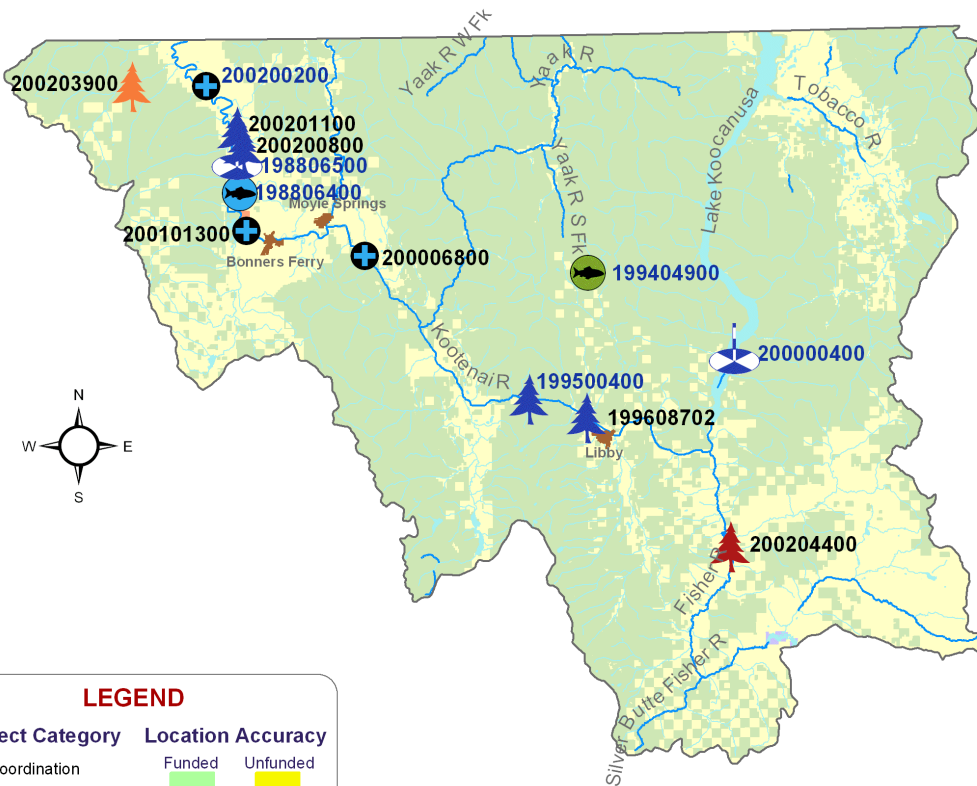 Yaak R W Fk
Yaak R
200203900
200200200
Tobacco R
Lake Koocanusa
200201100
200200800
198806500
198806400
Moyie Springs
200101300
Bonners Ferry
200006800
Yaak R S Fk
199404900
Kootenai R
200000400
N
W E
S
199500400
199608702
Libby
200204400
Fisher R
Silver Butte Fisher R
LEGEND
ect Category Location Accuracy
oordination Funded Unfunded